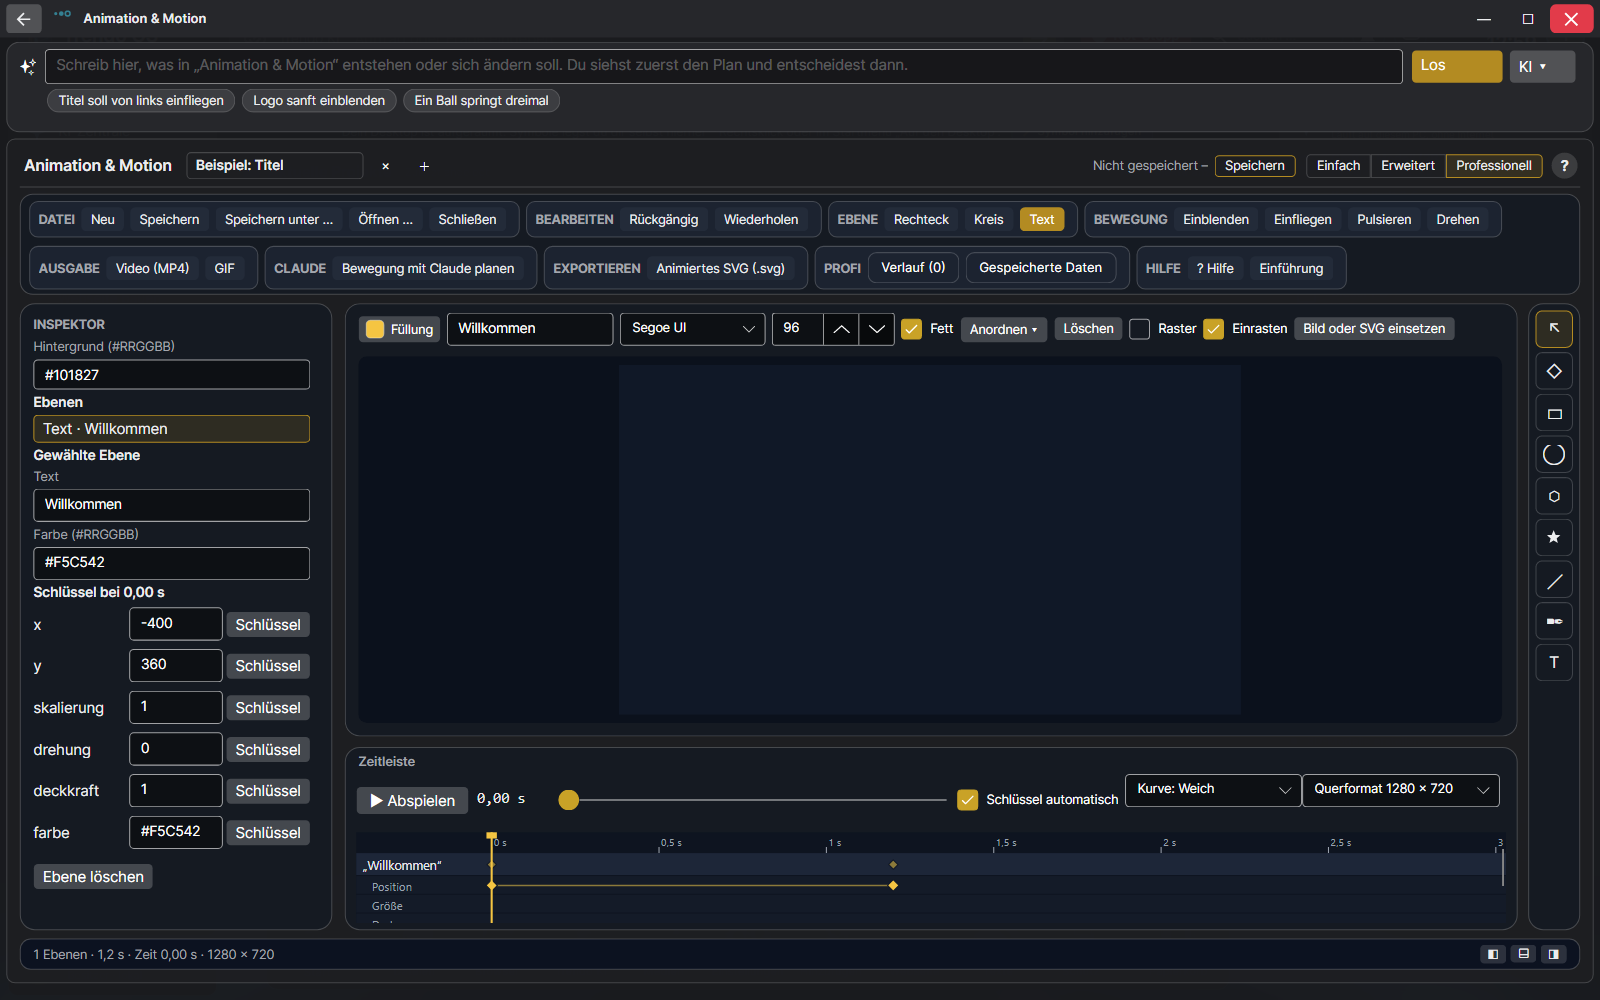 Animation & Motion
Schreib hier, was in „Animation & Motion“ entstehen oder sich ändern soll. Du siehst zuerst den Plan und entscheidest dann.
Los
KI
Titel soll von links einfliegen
Logo sanft einblenden
Ein Ball springt dreimal
Animation & Motion
Beispiel: Titel
×
+
Nicht gespeichert –
Speichern
Einfach
Erweitert
Professionell
?
DATEI Neu Speichern Speichern unter ... Öffnen ... Schließen
BEARBEITEN Rückgängig Wiederholen
EBENE Rechteck Kreis Text
BEWEGUNG Einblenden Einfliegen Pulsieren Drehen
AUSGABE Video (MP4) GIF
CLAUDE Bewegung mit Claude planen
EXPORTIEREN Animiertes SVG (.svg)
PROFI Verlauf (0) Gespeicherte Daten
HILFE ? Hilfe Einführung
INSPEKTOR
Hintergrund (#RRGGBB)
#101827
Ebenen
Text · Willkommen
Gewählte Ebene
Text
Willkommen
Farbe (#RRGGBB)
#F5C542
Schlüssel bei 0,00 s
x -400 Schlüssel
y 360 Schlüssel
skalierung 1 Schlüssel
drehung 0 Schlüssel
deckkraft 1 Schlüssel
farbe #F5C542 Schlüssel
Ebene löschen
Füllung
Willkommen
Segoe UI
96
Fett
Anordnen
Löschen
Raster
Einrasten
Bild oder SVG einsetzen
T
Zeitleiste
Abspielen
0,00 s
Schlüssel automatisch
Kurve: Weich
Querformat 1280 × 720
0 s 0,5 s 1 s 1,5 s 2 s 2,5 s 3
„Willkommen“
Position
Größe
1 Ebenen · 1,2 s · Zeit 0,00 s · 1280 × 720